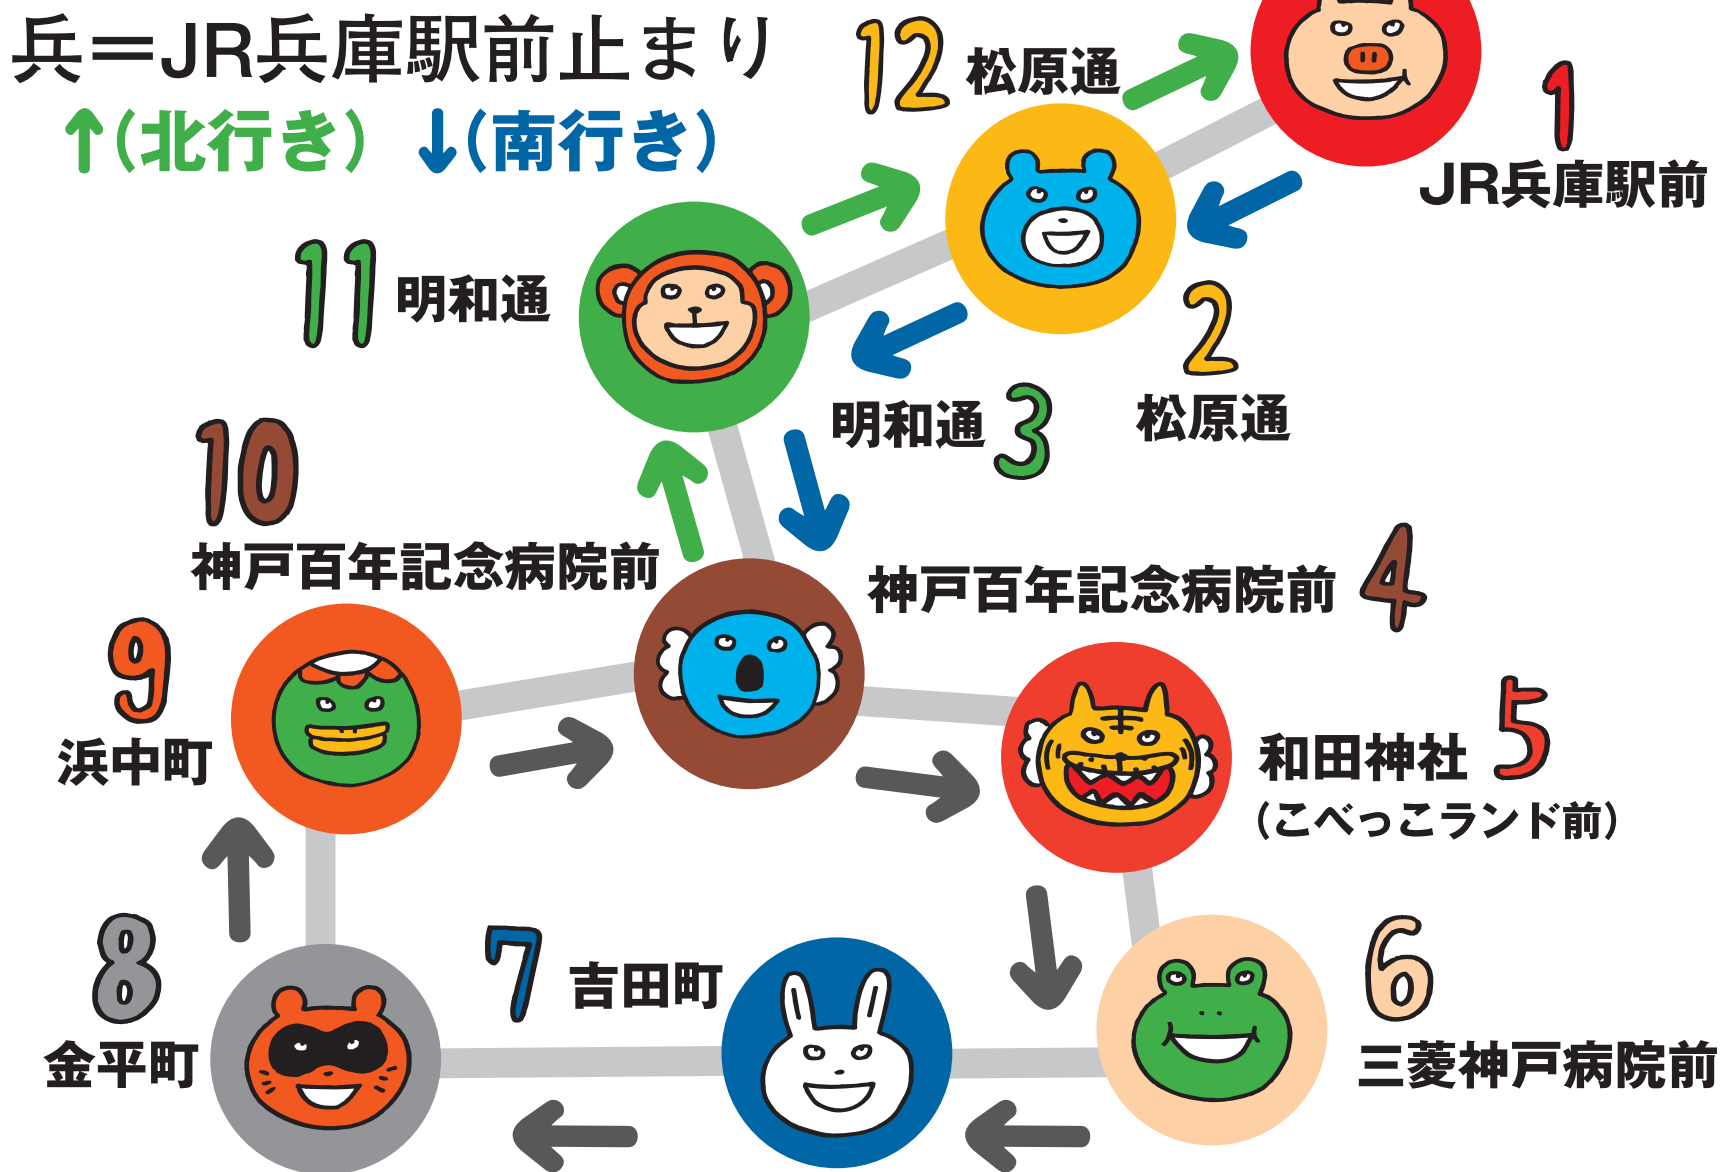 兵=JR兵庫駅前止まり
↑(北行き) ↓(南行き)
12 松原通
1
JR兵庫駅前
11 明和通
2
松原通
明和通 3
10
神戸百年記念病院前
神戸百年記念病院前 4
9
浜中町
和田神社 5
(こべっこランド前)
8
金平町
7 吉田町
6
三菱神戸病院前